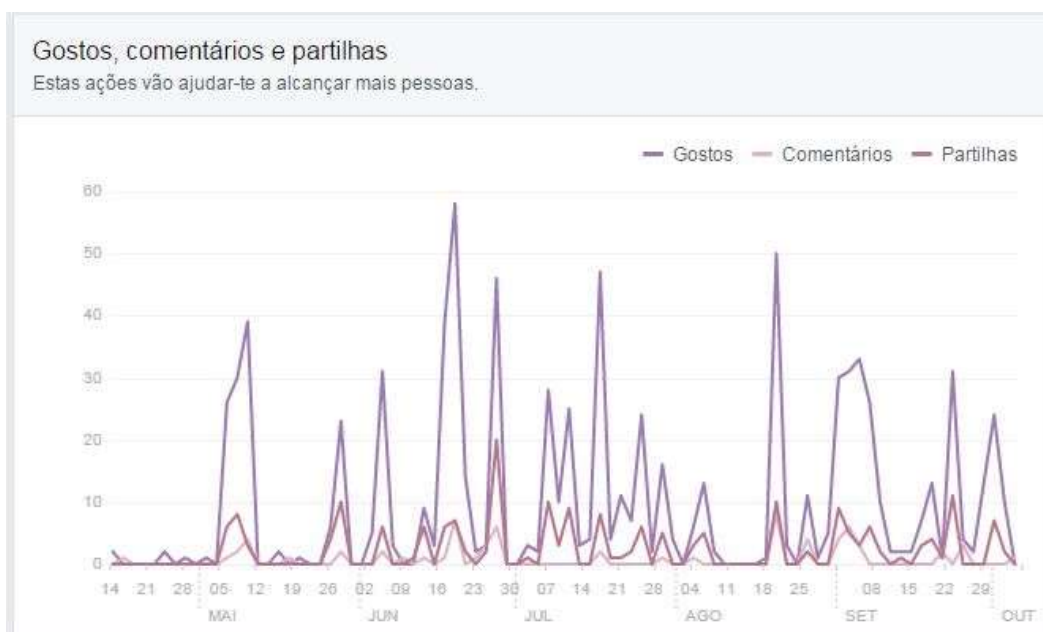 Gostos, comentários e partilhas
Estas ações vão ajudar-te a alcançar mais pessoas.
Gostos Comentários Partilhas
60
50
40
30
20
10
0
14 21 28 05 12 19 26 02 09 16 23 30 07 14 21 28 04 11 18 25 08 15 22 29
MAI JUN JUL AGO SET OUT